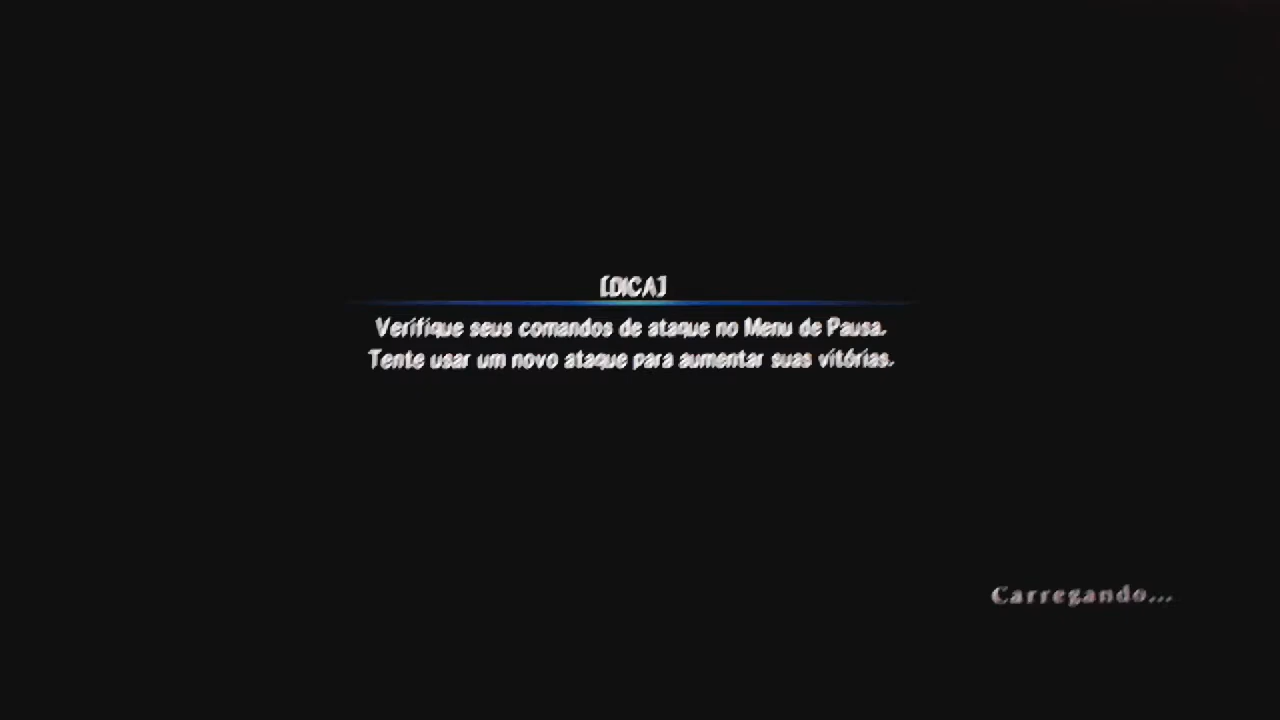 [DICA]
Verifique seus comandos de ataque no Menu de Pausa.
Tente usar um novo ataque para aumentar suas vitórias.
Carregando...